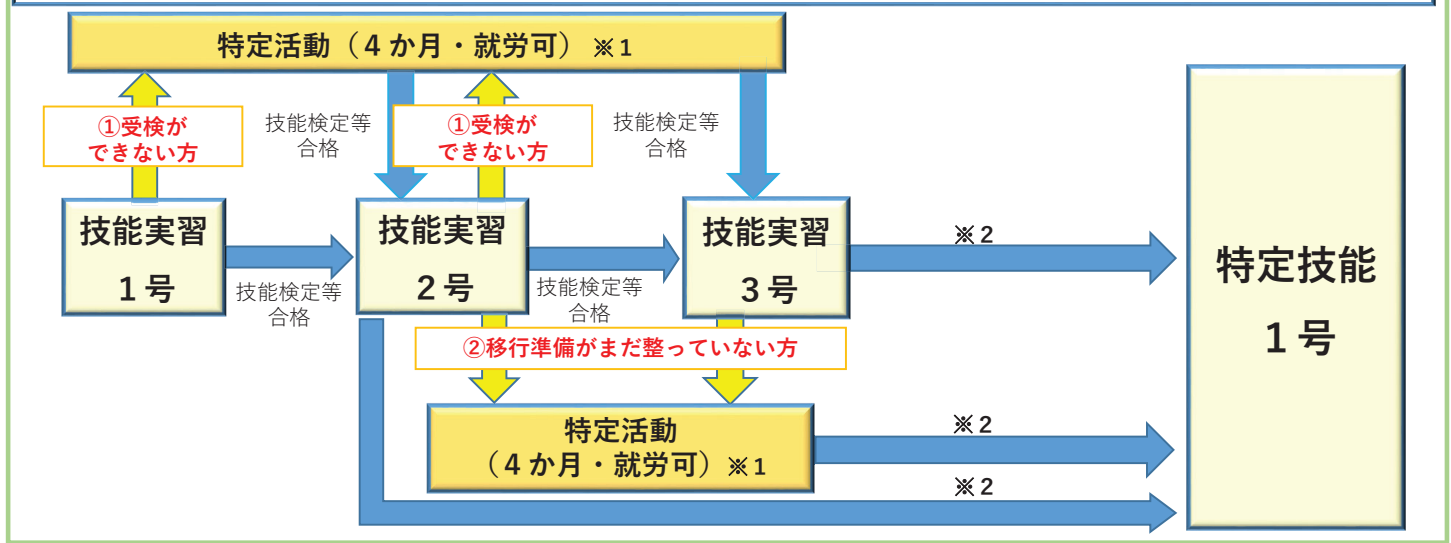 特定活動（４か月・就労可）※１
①受検が
できない方
技能検定等
合格
①受検が
できない方
技能検定等
合格
技能実習
１号
技能検定等
合格
技能実習
２号
技能検定等
合格
技能実習
３号
※２
特定技能
１号
②移行準備がまだ整っていない方
特定活動
（４か月・就労可）※１
※２
※２